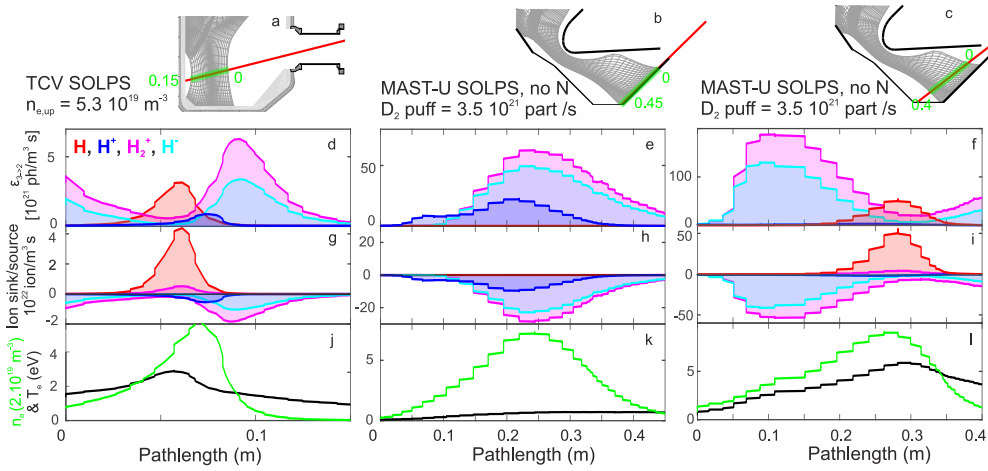 a
b
c
0.15
0
0
0.45
0
0.4
TCV SOLPS
n_e,up = 5.3 10^19 m^-3
MAST-U SOLPS, no N
D_2 puff = 3.5 10^21 part /s
MAST-U SOLPS, no N
D_2 puff = 3.5 10^21 part /s
H, H^+, H_2^+, H^-
d
e
f
[10^21 ph/m^3 s]
ε_3->2
0
5
0
50
0
100
g
h
i
Ion sink/source
10^22 ion/m^3 s
4
2
0
-2
0
-10
-20
50
0
-50
j
k
l
n_e (2.10^19 m^-3)
& T_e (eV)
4
2
0
5
0
5
0
0
0.1
0
0.1
0.2
0.3
0.4
0
0.1
0.2
0.3
0.4
Pathlength (m)
Pathlength (m)
Pathlength (m)